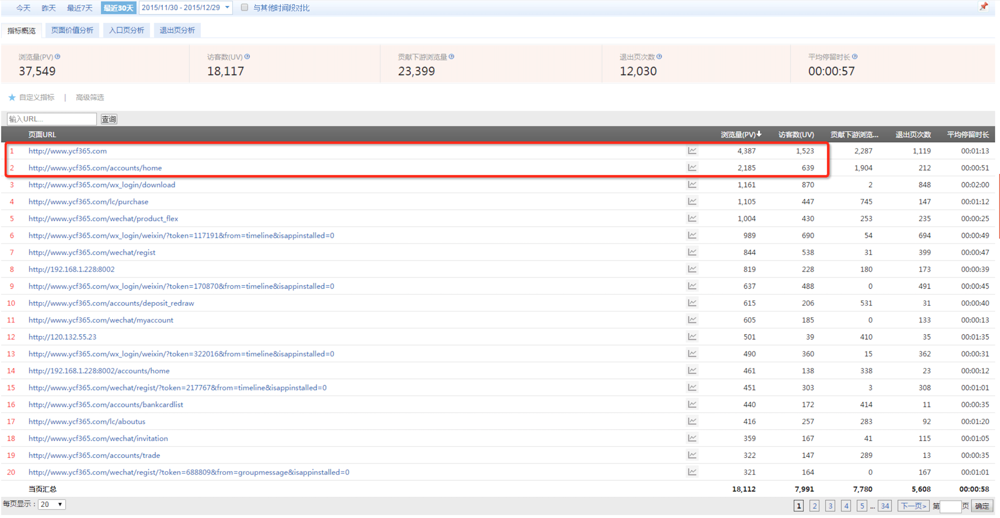 今天 昨天 最近7天 最近30天 2015/11/30 - 2015/12/29 与其他时间段对比
指标概览 页面价值分析 入口页分析 退出页分析
浏览量(PV) 访客数(UV) 贡献下游浏览量 退出页次数 平均停留时长
37,549 18,117 23,399 12,030 00:00:57
自定义指标 | 高级筛选
输入URL... 查询
页面URL 浏览量(PV) 访客数(UV) 贡献下游浏览... 退出页次数 平均停留时长
1 http://www.ycf365.com 4,387 1,523 2,287 1,119 00:01:13
2 http://www.ycf365.com/accounts/home 2,185 639 1,904 212 00:00:51
3 http://www.ycf365.com/wx_login/download 1,161 870 2 848 00:02:00
4 http://www.ycf365.com/lc/purchase 1,105 447 745 147 00:01:12
5 http://www.ycf365.com/wechat/product_flex 1,004 430 253 235 00:00:25
6 http://www.ycf365.com/wx_login/weixin/?token=117191&from=timeline&isappinstalled=0 989 690 54 694 00:00:49
7 http://www.ycf365.com/wechat/regist 844 538 31 399 00:00:47
8 http://192.168.1.228:8002 819 228 180 173 00:00:39
9 http://www.ycf365.com/wx_login/weixin/?token=170870&from=timeline&isappinstalled=0 637 488 0 491 00:00:45
10 http://www.ycf365.com/accounts/deposit_redraw 615 206 531 31 00:00:40
11 http://www.ycf365.com/wechat/myaccount 605 185 0 133 00:00:13
12 http://120.132.55.23 501 39 410 35 00:01:35
13 http://www.ycf365.com/wx_login/weixin/?token=322016&from=timeline&isappinstalled=0 490 360 15 362 00:00:31
14 http://192.168.1.228:8002/accounts/home 461 138 338 23 00:00:12
15 http://www.ycf365.com/wechat/regist/?token=217767&from=timeline&isappinstalled=0 451 303 3 308 00:01:01
16 http://www.ycf365.com/accounts/bankcardlist 440 172 414 11 00:00:35
17 http://www.ycf365.com/lc/aboutus 416 257 283 92 00:01:20
18 http://www.ycf365.com/wechat/invitation 359 167 41 115 00:01:05
19 http://www.ycf365.com/accounts/trade 322 147 289 13 00:00:35
20 http://www.ycf365.com/wechat/regist/?token=688809&from=groupmessage&isappinstalled=0 321 164 0 167 00:01:01
当页汇总 18,112 7,991 7,780 5,608 00:00:58
每页显示： 20 1 2 3 4 5 ... 34 下一页> 第 页 确定